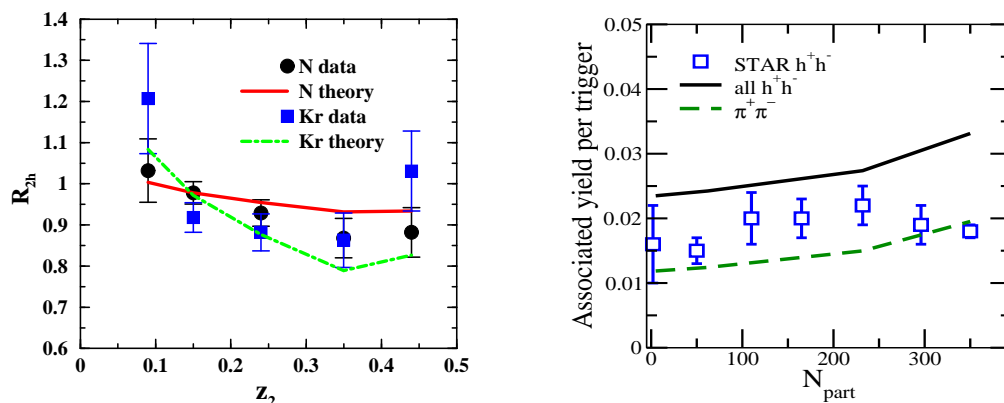 1.4
1.3
1.2
1.1
1
0.9
0.8
0.7
0.6
R2h
0 0.1 0.2 0.3 0.4 0.5
z2
N data
N theory
Kr data
Kr theory
0.05
0.04
0.03
0.02
0.01
0
Associated yield per trigger
0 100 200 300
Npart
STAR h+h-
all h+h-
π+π−